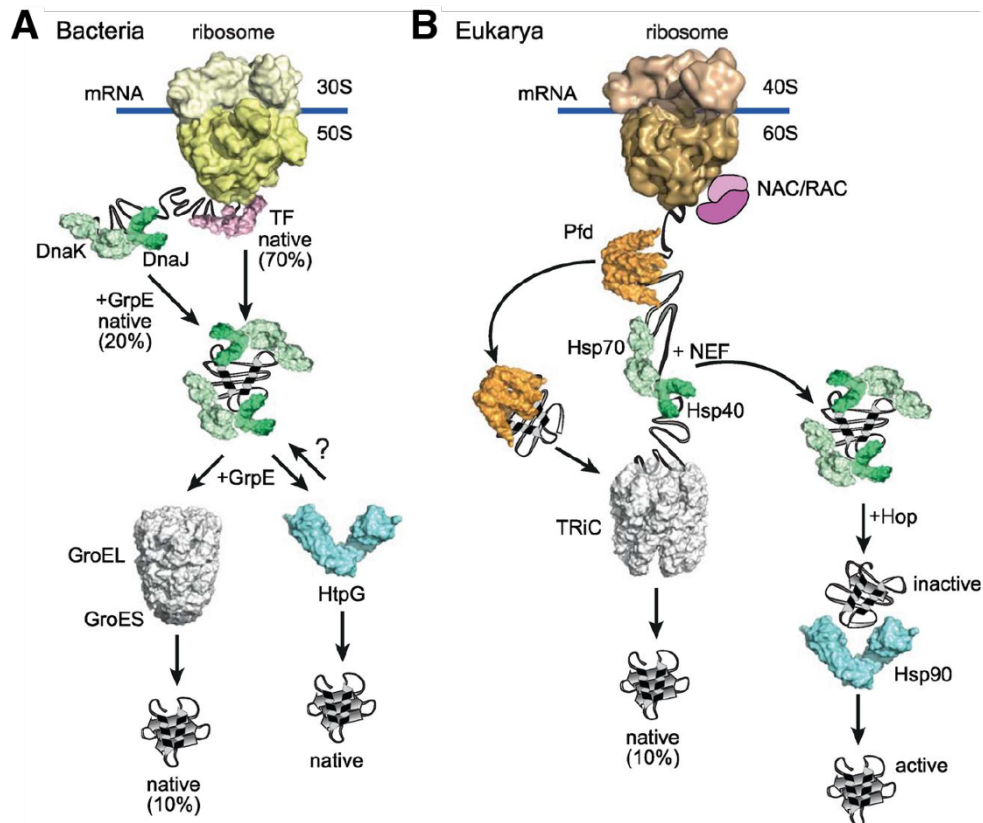 A Bacteria
ribosome
mRNA
30S
50S
TF
native
(70%)
DnaK
DnaJ
+GrpE
native
(20%)
?
+GrpE
GroEL
GroES
HtpG
native
(10%)
native
B Eukarya
ribosome
mRNA
40S
60S
NAC/RAC
Pfd
Hsp70
+ NEF
Hsp40
TRiC
native
(10%)
+Hop
inactive
Hsp90
active